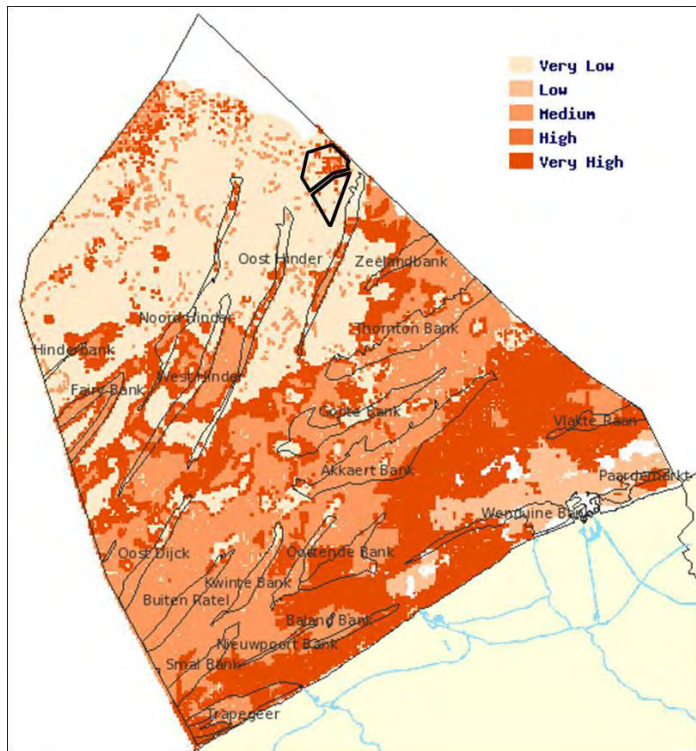 Very Low
Low
Medium
High
Very High
Oost Hinder
Zeelandbank
Noord Hinder
Thornton Bank
Hinderbank
West Hinder
Fairy Bank
Goote Bank
Vlakte Raan
Akkaert Bank
Paardemarkt
Wenduine Bank
Oost Dijck
Oostende Bank
Kwinte Bank
Buiten Ratel
Baland Bank
Nieuwpoort Bank
Smal Bank
Trapegeer